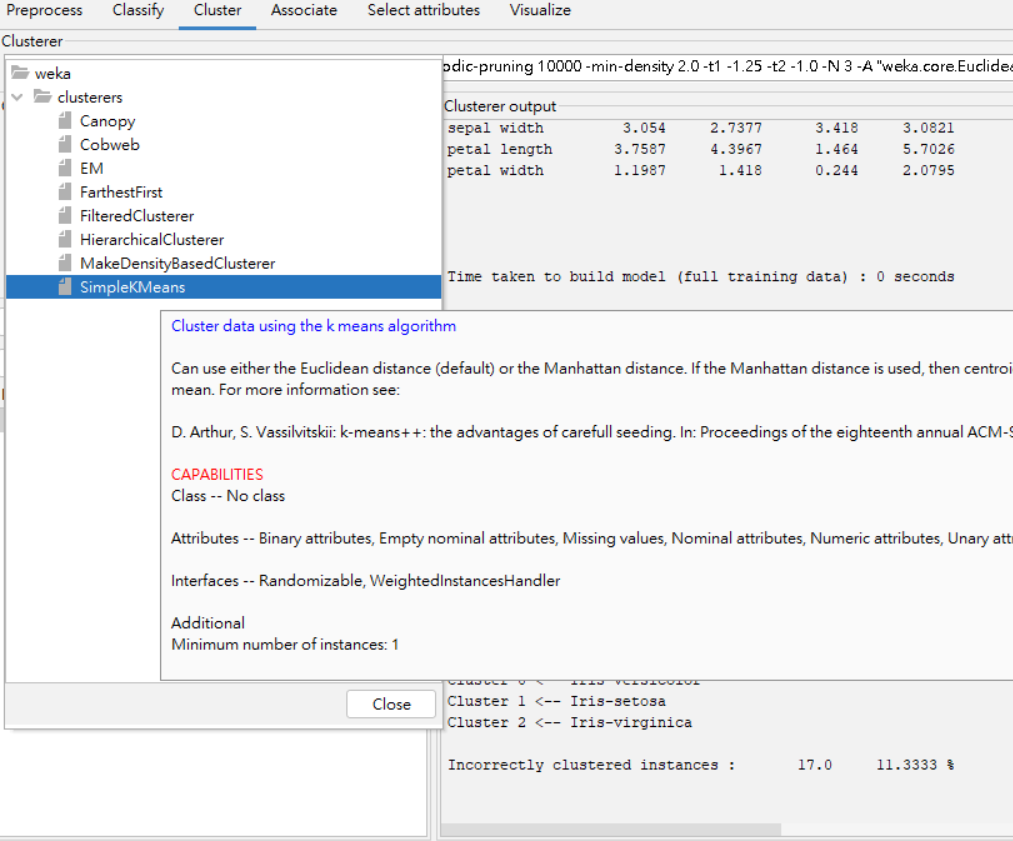 Preprocess Classify Cluster Associate Select attributes Visualize
Clusterer
odic-pruning 10000 -min-density 2.0 -t1 -1.25 -t2 -1.0 -N 3 -A "weka.core.Euclidea
weka
clusterers
Canopy
Cobweb
EM
FarthestFirst
FilteredClusterer
HierarchicalClusterer
MakeDensityBasedClusterer
SimpleKMeans
Clusterer output
sepal width 3.054 2.7377 3.418 3.0821
petal length 3.7587 4.3967 1.464 5.7026
petal width 1.1987 1.418 0.244 2.0795
Time taken to build model (full training data) : 0 seconds
Cluster data using the k means algorithm
Can use either the Euclidean distance (default) or the Manhattan distance. If the Manhattan distance is used, then centroi
mean. For more information see:
D. Arthur, S. Vassilvitskii: k-means++: the advantages of carefull seeding. In: Proceedings of the eighteenth annual ACM-S
CAPABILITIES
Class -- No class
Attributes -- Binary attributes, Empty nominal attributes, Missing values, Nominal attributes, Numeric attributes, Unary att
Interfaces -- Randomizable, WeightedInstancesHandler
Additional
Minimum number of instances: 1
Close
Cluster 0 <-- Iris-versicolor
Cluster 1 <-- Iris-setosa
Cluster 2 <-- Iris-virginica
Incorrectly clustered instances : 17.0 11.3333 %